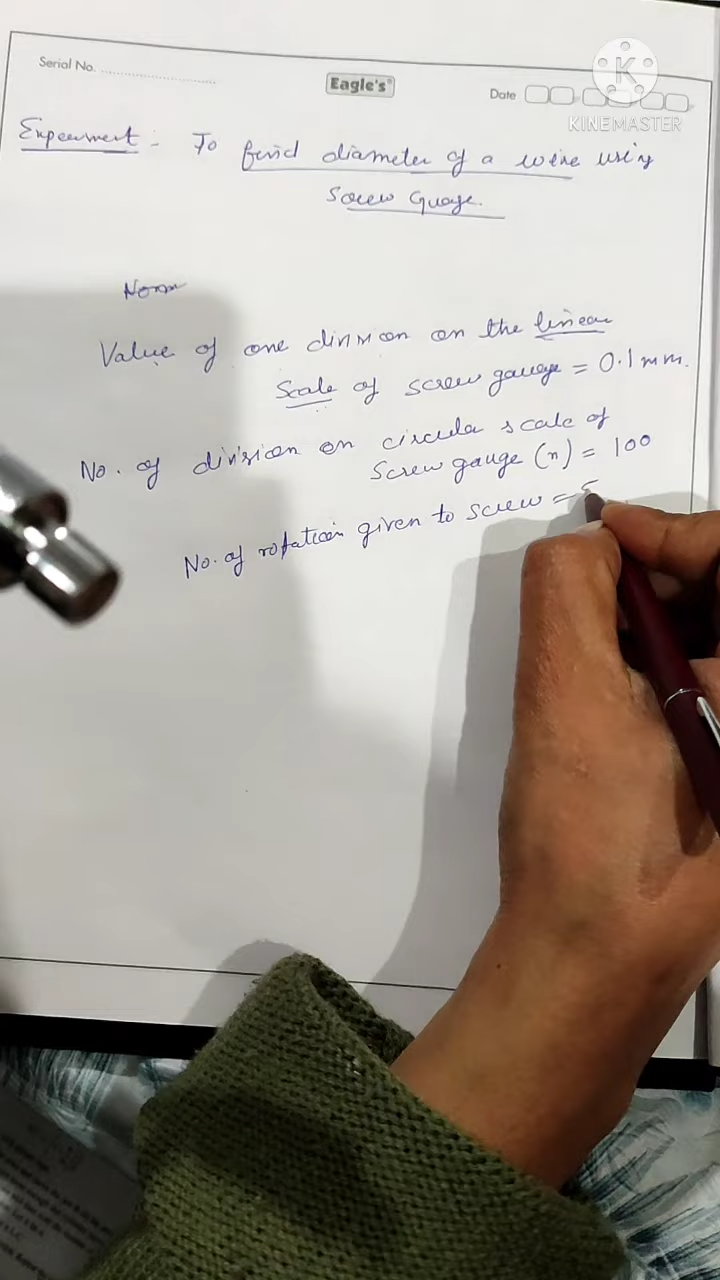 Serial No.
Eagle's
Date
KINEMASTER
Experiment :- To find diameter of a wire using
Screw Guage.
Value of one division on the linear
Scale of screw gauge = 0.1 mm.
No. of division on circular scale of
Screw gauge (n) = 100
No. of rotation given to screw = 5